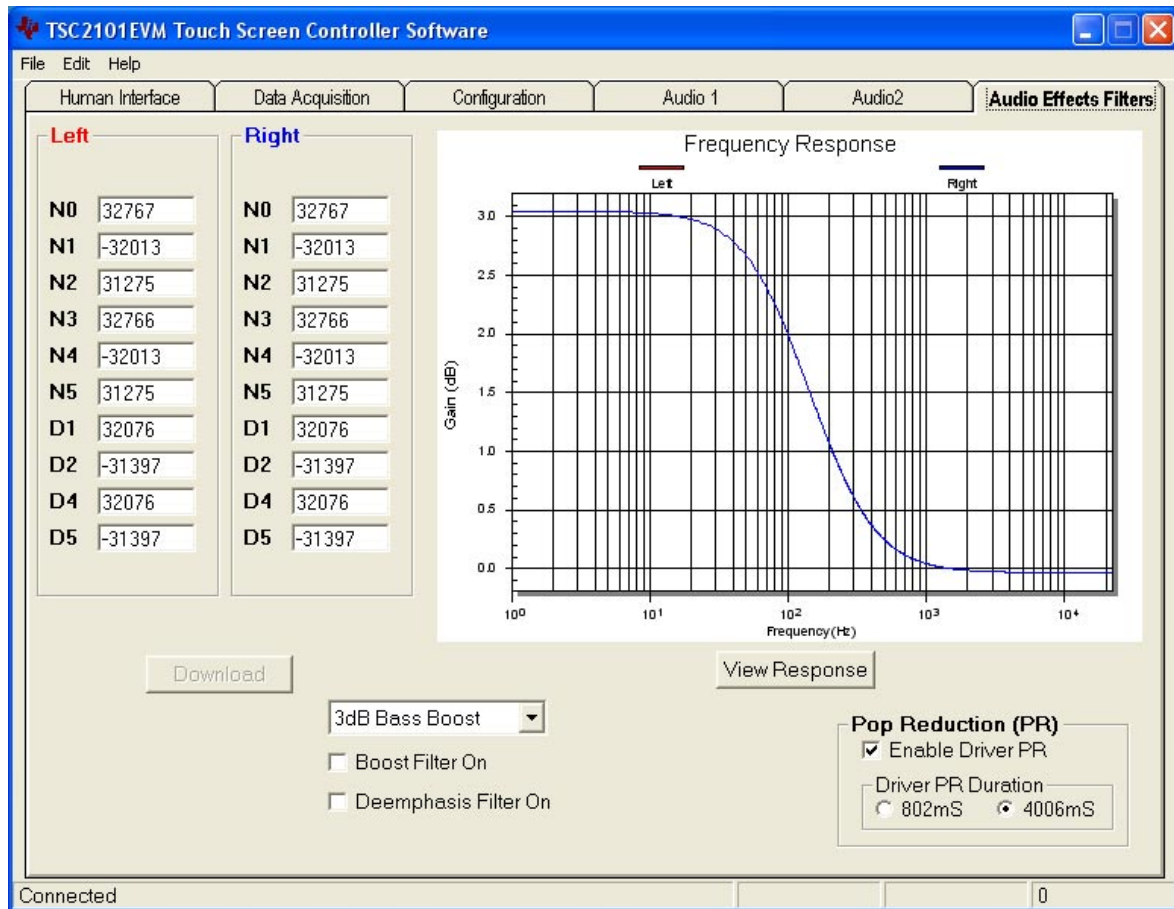 TSC2101EVM Touch Screen Controller Software
File Edit Help
Human Interface Data Acquisition Configuration Audio 1 Audio2 Audio Effects Filters
Left
N0 32767
N1 -32013
N2 31275
N3 32766
N4 -32013
N5 31275
D1 32076
D2 -31397
D4 32076
D5 -31397
Right
N0 32767
N1 -32013
N2 31275
N3 32766
N4 -32013
N5 31275
D1 32076
D2 -31397
D4 32076
D5 -31397
Frequency Response
Left Right
Gain (dB)
3.0
2.5
2.0
1.5
1.0
0.5
0.0
10⁰ 10¹ 10² 10³ 10⁴
Frequency(Hz)
Download
View Response
3dB Bass Boost
Boost Filter On
Deemphasis Filter On
Pop Reduction (PR)
Enable Driver PR
Driver PR Duration
802mS 4006mS
Connected 0